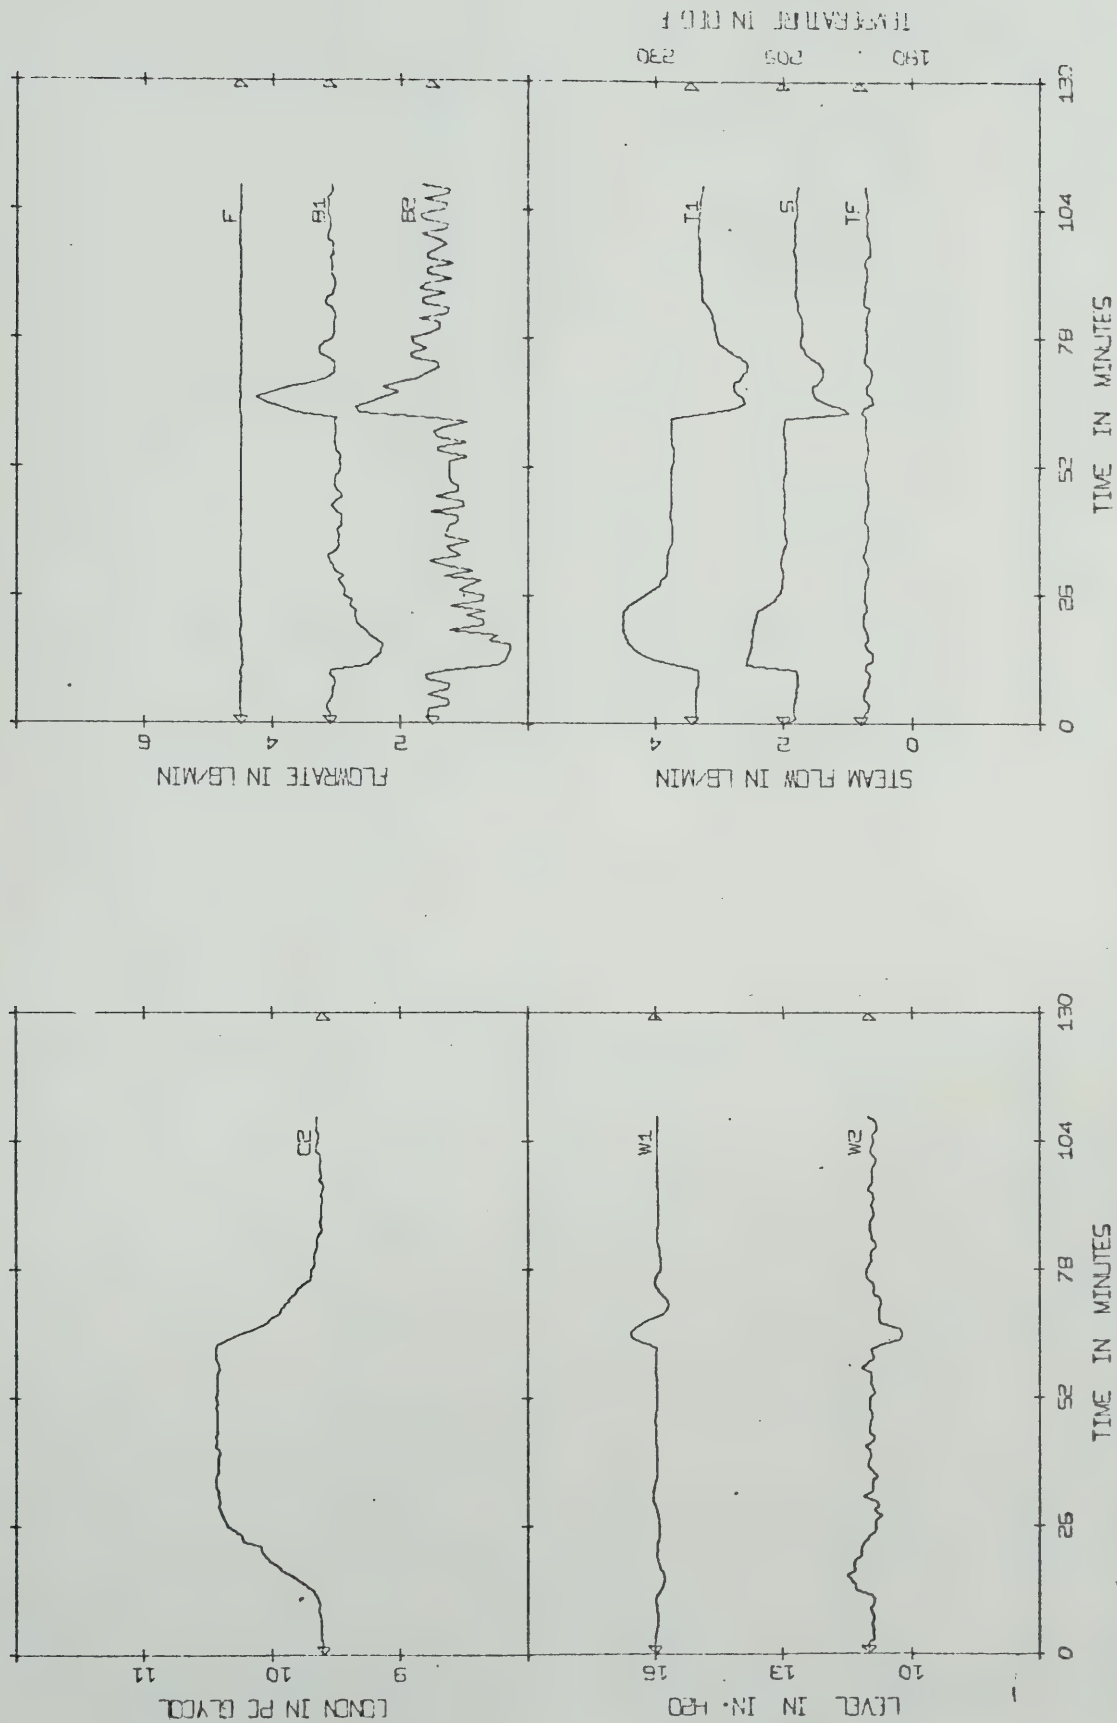 TEMPERATURE IN DEG F
230
205
180
130
104
78
52
26
0
TIME IN MINUTES
F
B1
B2
T1
S
TF
6
4
2
FLOWRATE IN LB/MIN
4
2
0
STEAM FLOW IN LB/MIN
130
104
78
52
26
0
TIME IN MINUTES
C2
W1
W2
11
10
9
CONCN IN PC GLYCOL
16
13
10
LEVEL IN IN. H2O